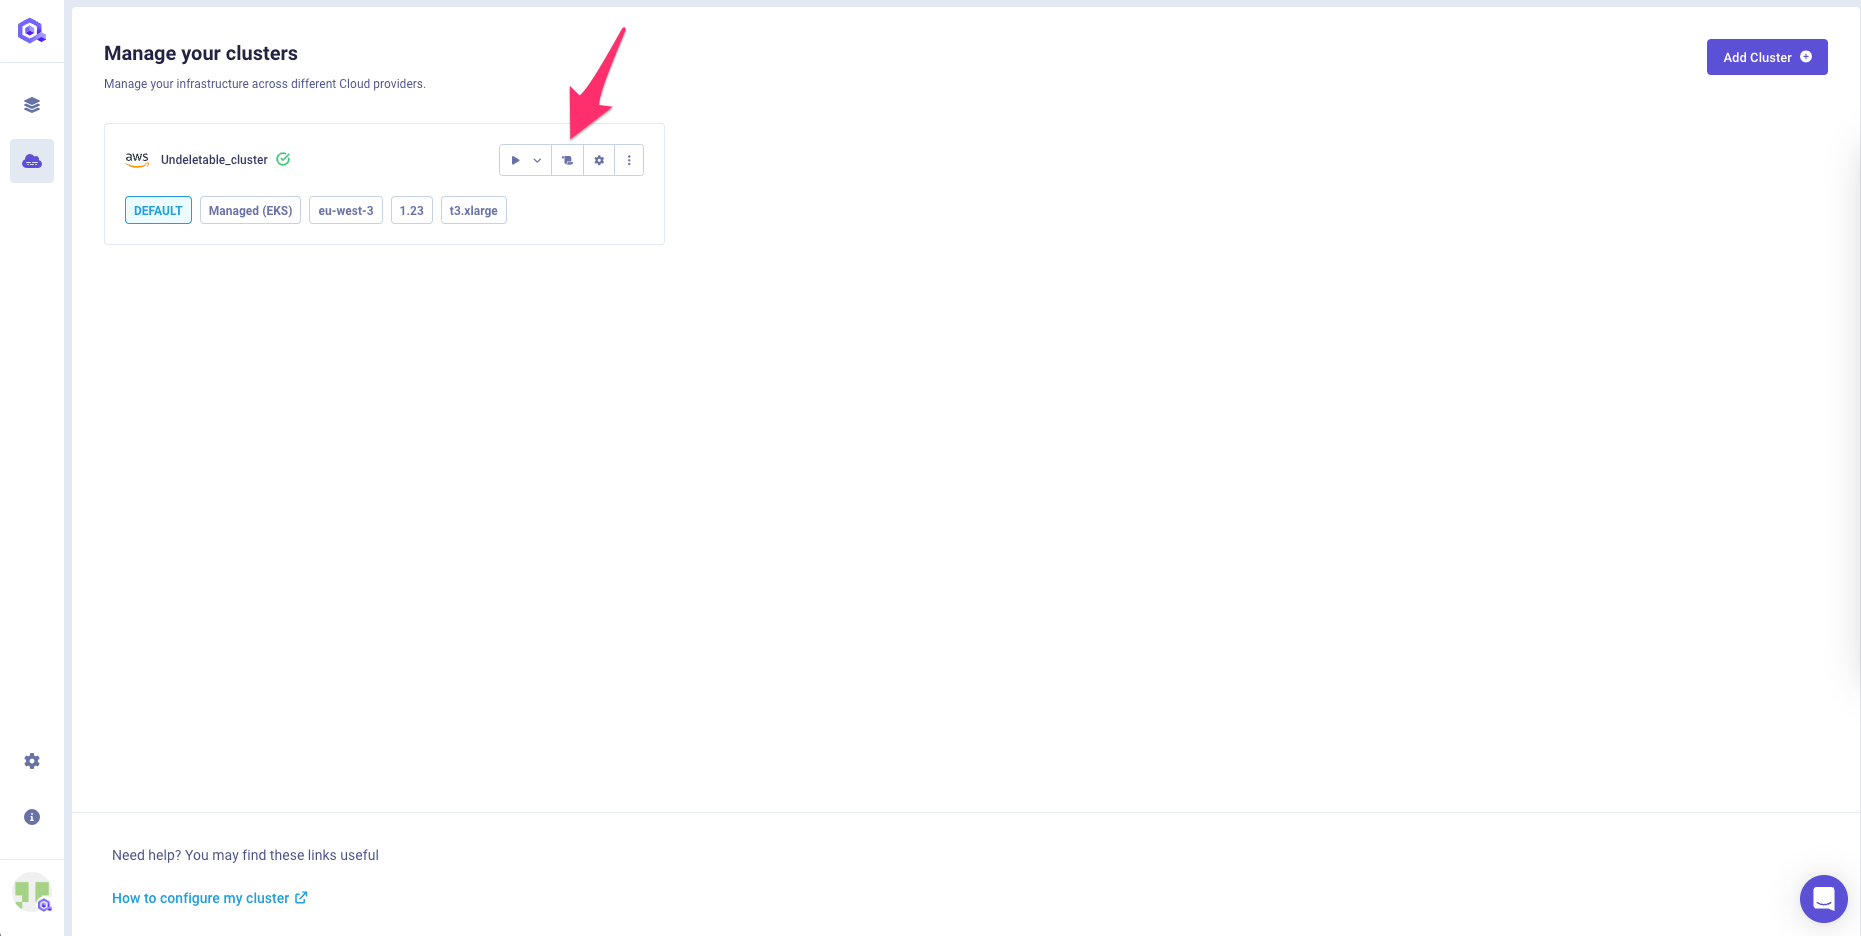 Manage your clusters
Add Cluster
Manage your infrastructure across different Cloud providers.
aws Undeletable_cluster
DEFAULT Managed (EKS) eu-west-3 1.23 t3.xlarge
Need help? You may find these links useful
How to configure my cluster